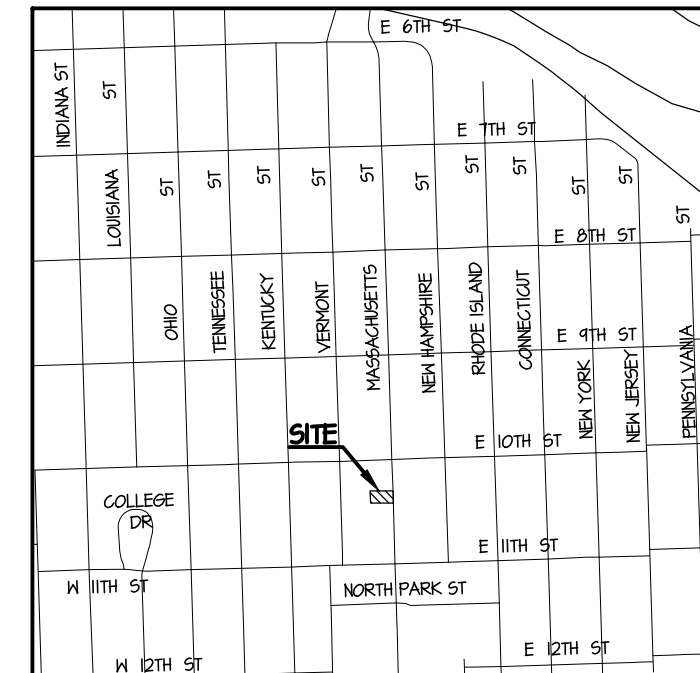 E 6TH ST
INDIANA ST
ST
E 7TH ST
LOUISIANA
ST
ST
ST
ST
ST
ST
ST
ST
ST
ST
ST
E 8TH ST
OHIO
TENNESSEE
KENTUCKY
VERMONT
MASSACHUSETTS
NEW HAMPSHIRE
RHODE ISLAND
CONNECTICUT
E 9TH ST
NEW YORK
NEW JERSEY
PENNSYLVANIA
SITE
E 10TH ST
COLLEGE
DR
E 11TH ST
W 11TH ST
NORTH PARK ST
E 12TH ST
W 12TH ST